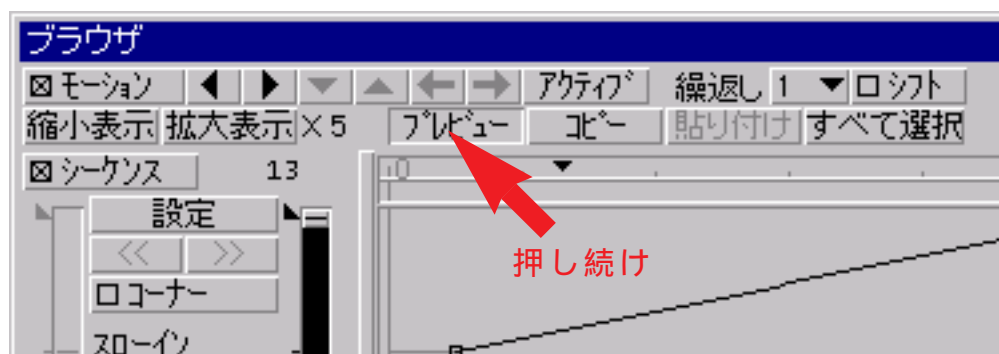 ブラウザ
モーション アクティブ 繰返し 1 シフト
縮小表示 拡大表示 ×5 プレビュー コピー 貼り付け すべて選択
シーケンス 13 0
設定
<< >>
押し続け
コーナー
スローイン